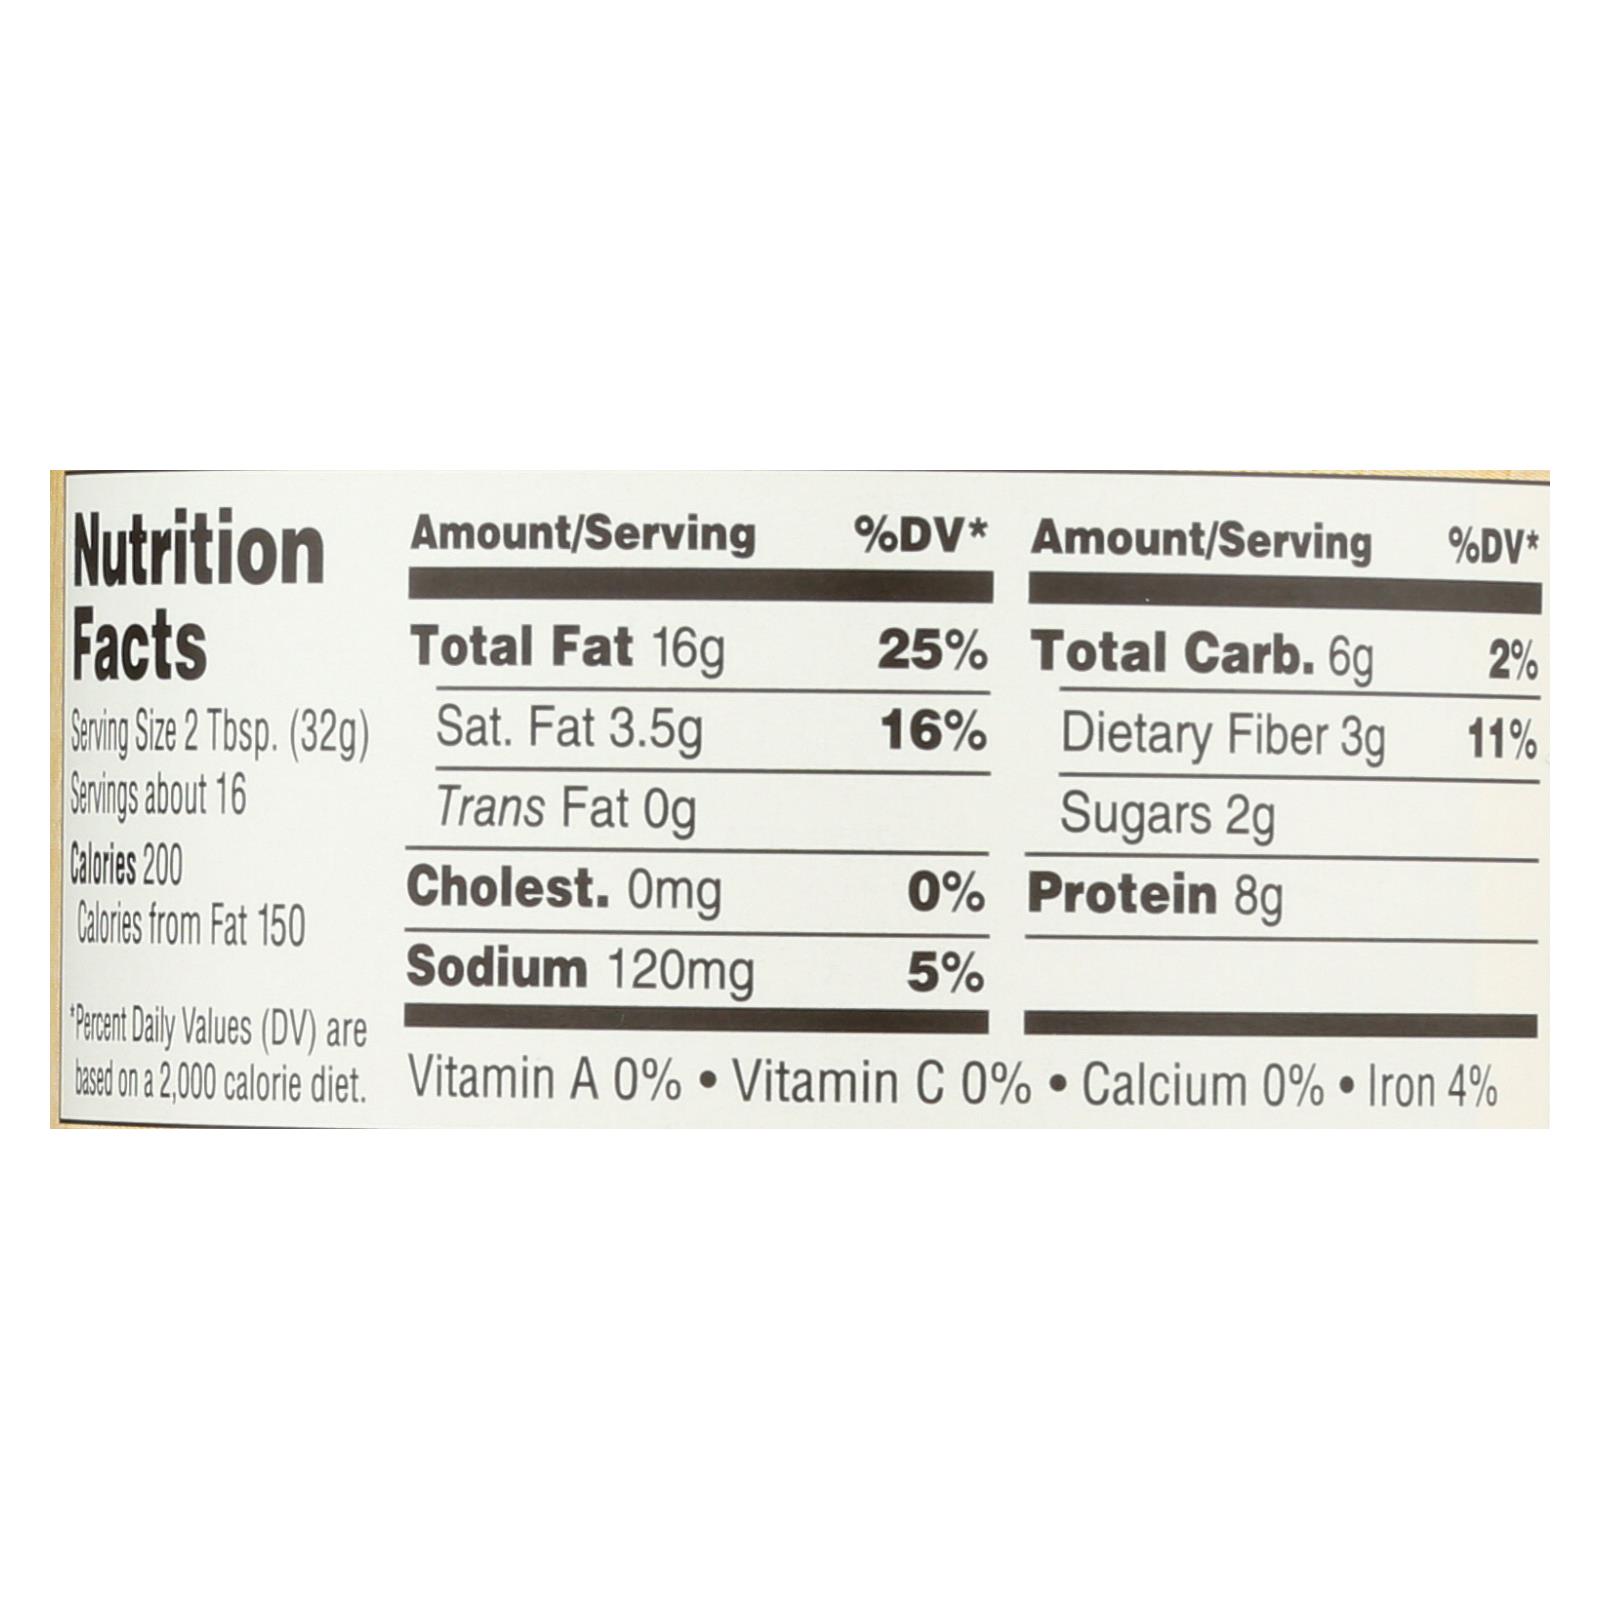 Nutrition
Facts
Serving Size 2 Tbsp. (32g)
Servings about 16
Calories 200
Calories from Fat 150
*Percent Daily Values (DV) are
based on a 2,000 calorie diet.
Amount/Serving %DV*
Total Fat 16g 25%
Sat. Fat 3.5g 16%
Trans Fat 0g
Cholest. 0mg 0%
Sodium 120mg 5%
Amount/Serving %DV*
Total Carb. 6g 2%
Dietary Fiber 3g 11%
Sugars 2g
Protein 8g
Vitamin A 0% • Vitamin C 0% • Calcium 0% • Iron 4%